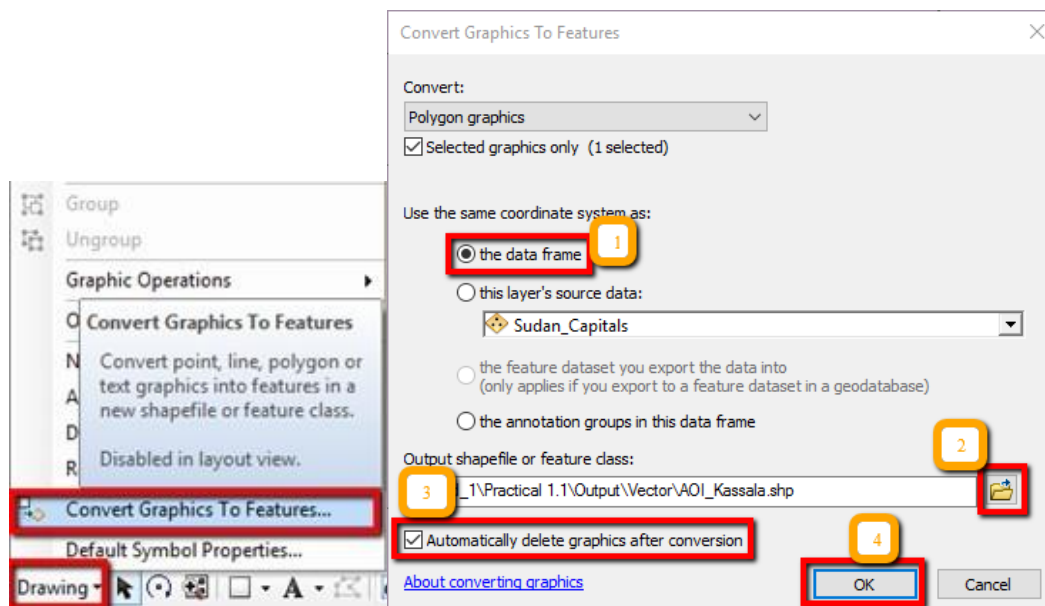 Group
Ungroup
Graphic Operations
O
Convert Graphics To Features
N
Convert point, line, polygon or
A
text graphics into features in a
new shapefile or feature class.
D
R
Disabled in layout view.
Convert Graphics To Features...
Default Symbol Properties...
Drawing
A
Convert Graphics To Features
Convert:
Polygon graphics
Selected graphics only (1 selected)
Use the same coordinate system as:
1
the data frame
this layer's source data:
Sudan_Capitals
the feature dataset you export the data into
(only applies if you export to a feature dataset in a geodatabase)
the annotation groups in this data frame
Output shapefile or feature class:
2
3
_1\Practical 1.1\Output\Vector\AOI_Kassala.shp
Automatically delete graphics after conversion
4
About converting graphics
OK
Cancel